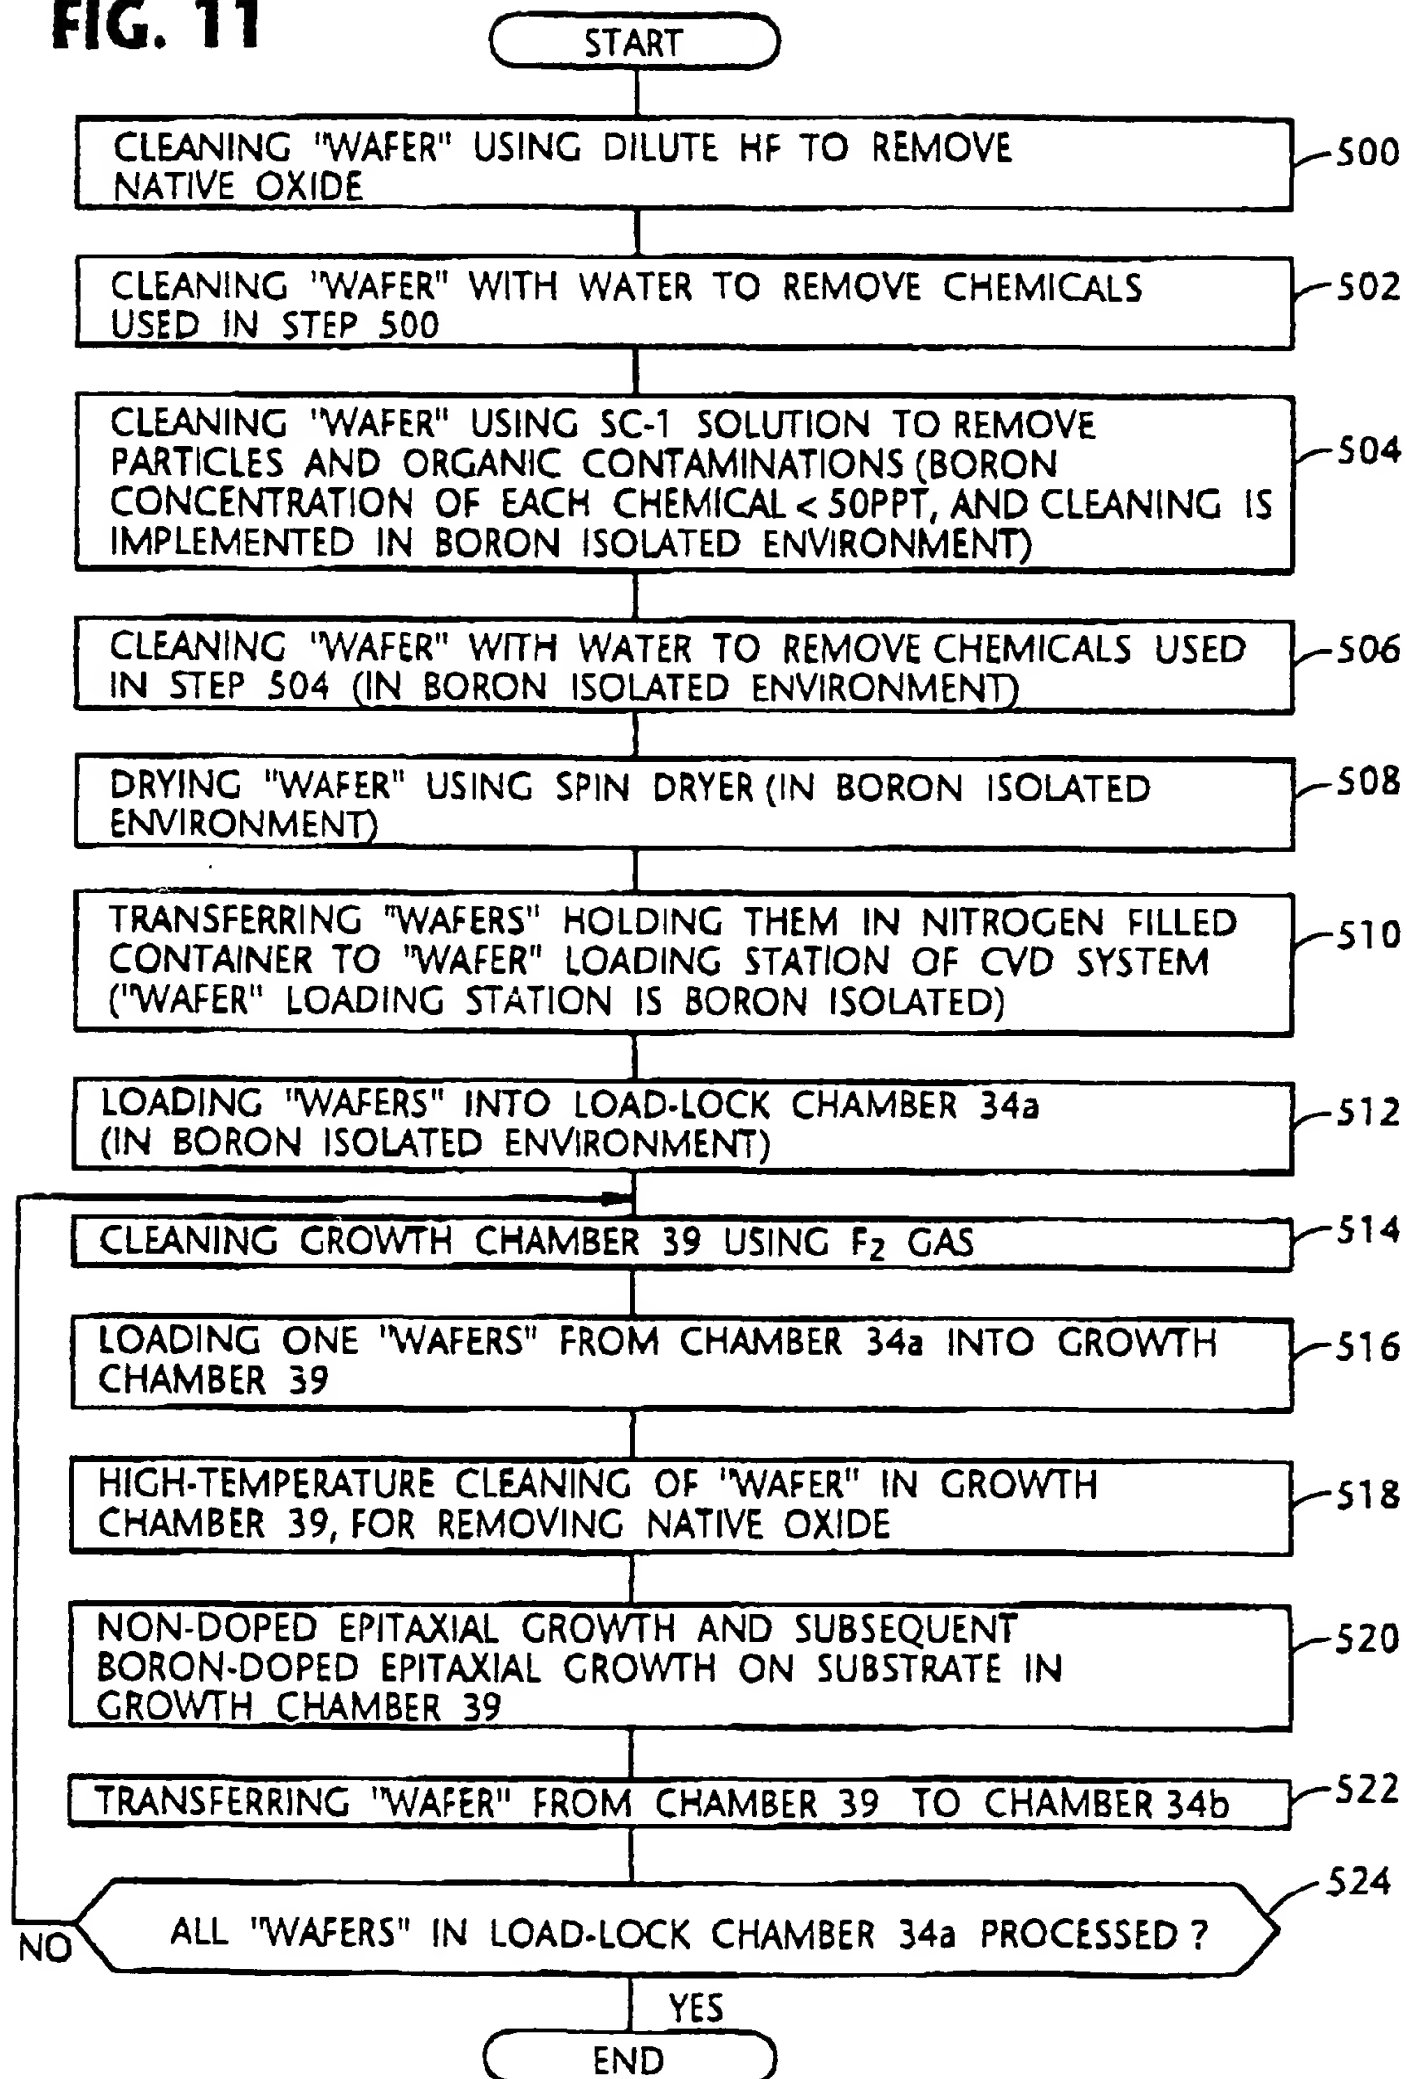 FIG. 11
START
CLEANING "WAFER" USING DILUTE HF TO REMOVE
NATIVE OXIDE
500
CLEANING "WAFER" WITH WATER TO REMOVE CHEMICALS
USED IN STEP 500
502
CLEANING "WAFER" USING SC-1 SOLUTION TO REMOVE
PARTICLES AND ORGANIC CONTAMINATIONS (BORON
CONCENTRATION OF EACH CHEMICAL < 50PPT, AND CLEANING IS
IMPLEMENTED IN BORON ISOLATED ENVIRONMENT)
504
CLEANING "WAFER" WITH WATER TO REMOVE CHEMICALS USED
IN STEP 504 (IN BORON ISOLATED ENVIRONMENT)
506
DRYING "WAFER" USING SPIN DRYER (IN BORON ISOLATED
ENVIRONMENT)
508
TRANSFERRING "WAFERS" HOLDING THEM IN NITROGEN FILLED
CONTAINER TO "WAFER" LOADING STATION OF CVD SYSTEM
("WAFER" LOADING STATION IS BORON ISOLATED)
510
LOADING "WAFERS" INTO LOAD-LOCK CHAMBER 34a
(IN BORON ISOLATED ENVIRONMENT)
512
CLEANING GROWTH CHAMBER 39 USING F2 GAS
514
LOADING ONE "WAFERS" FROM CHAMBER 34a INTO GROWTH
CHAMBER 39
516
HIGH-TEMPERATURE CLEANING OF "WAFER" IN GROWTH
CHAMBER 39, FOR REMOVING NATIVE OXIDE
518
NON-DOPED EPITAXIAL GROWTH AND SUBSEQUENT
BORON-DOPED EPITAXIAL GROWTH ON SUBSTRATE IN
GROWTH CHAMBER 39
520
TRANSFERRING "WAFER" FROM CHAMBER 39 TO CHAMBER 34b
522
524
ALL "WAFERS" IN LOAD-LOCK CHAMBER 34a PROCESSED ?
NO
YES
END